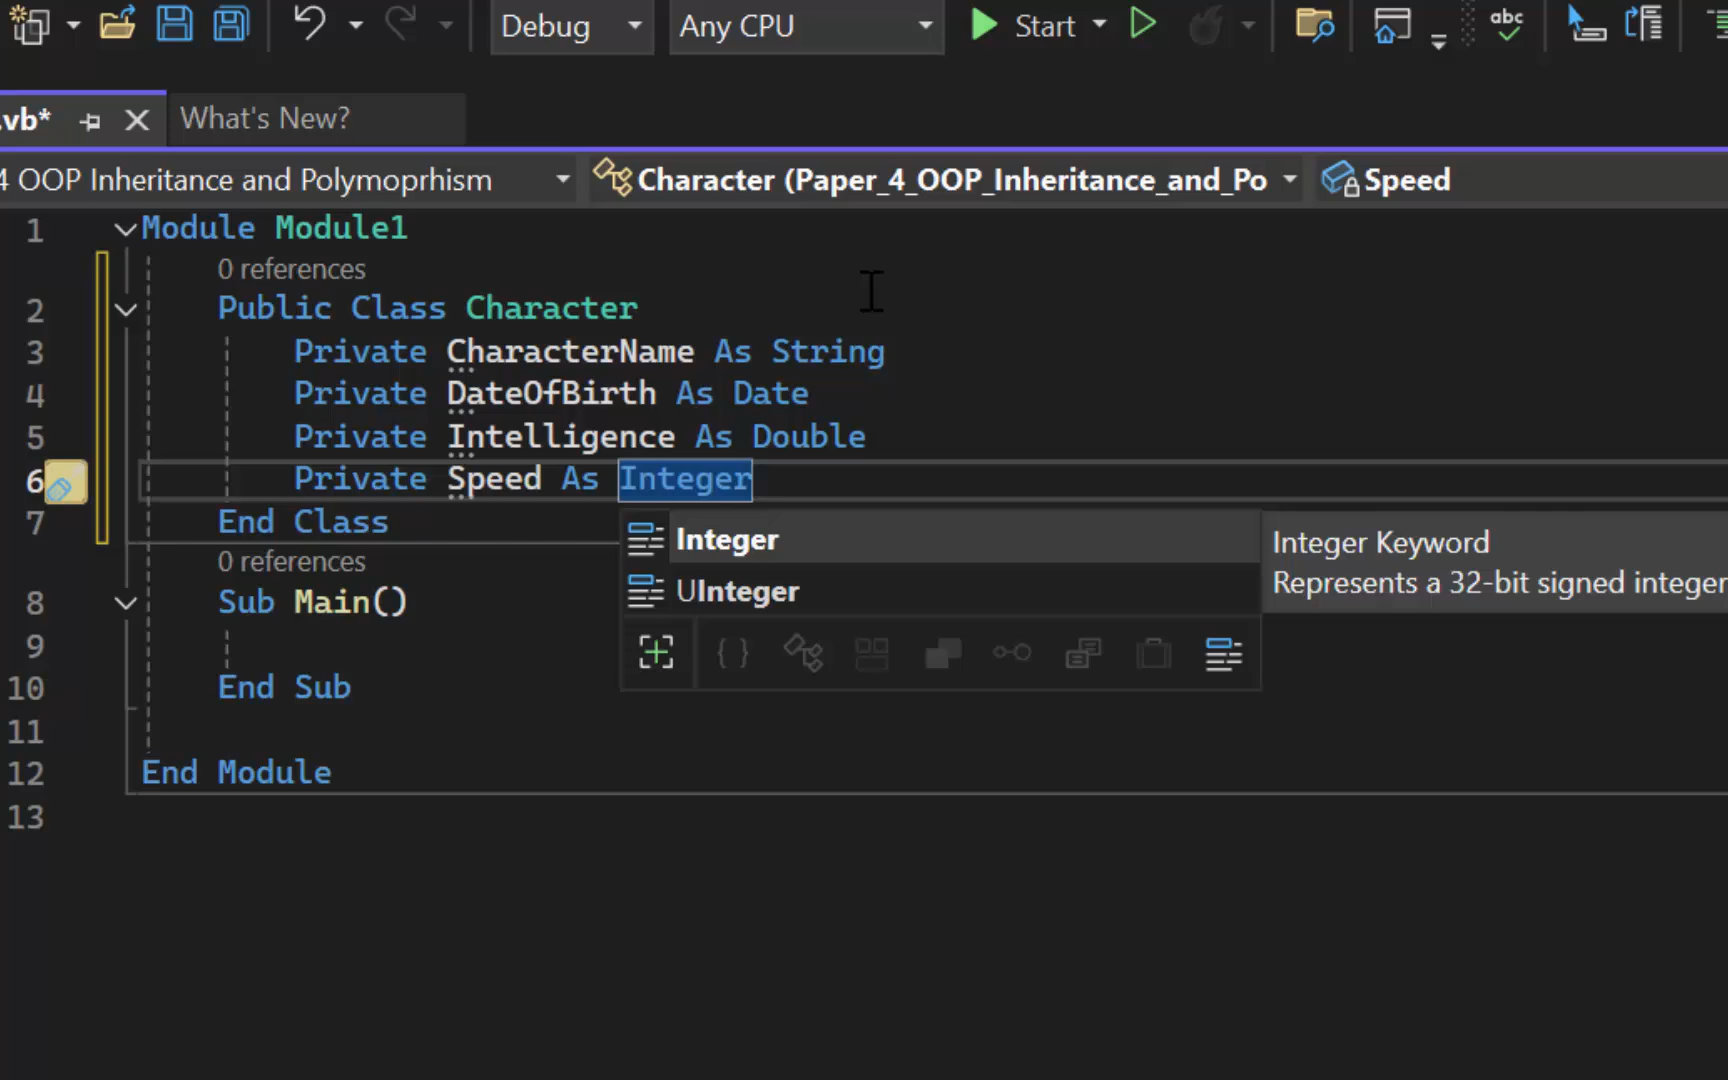 Debug Any CPU Start abc
.vb* What's New?
4 OOP Inheritance and Polymoprhism Character (Paper_4_OOP_Inheritance_and_Po Speed
1 Module Module1
0 references
2 Public Class Character
3 Private CharacterName As String
4 Private DateOfBirth As Date
5 Private Intelligence As Double
6 Private Speed As Integer
7 End Class
Integer
Integer Keyword
Represents a 32-bit signed integer
UInteger
0 references
8 Sub Main()
9
10 End Sub
11
12 End Module
13